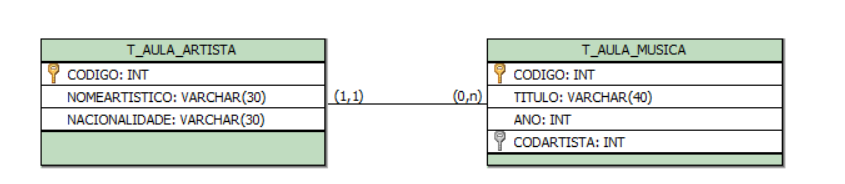 T_AULA_ARTISTA
CODIGO: INT
NOMEARTISTICO: VARCHAR(30)
NACIONALIDADE: VARCHAR(30)
(1,1)
(0,n)
T_AULA_MUSICA
CODIGO: INT
TITULO: VARCHAR(40)
ANO: INT
CODARTISTA: INT